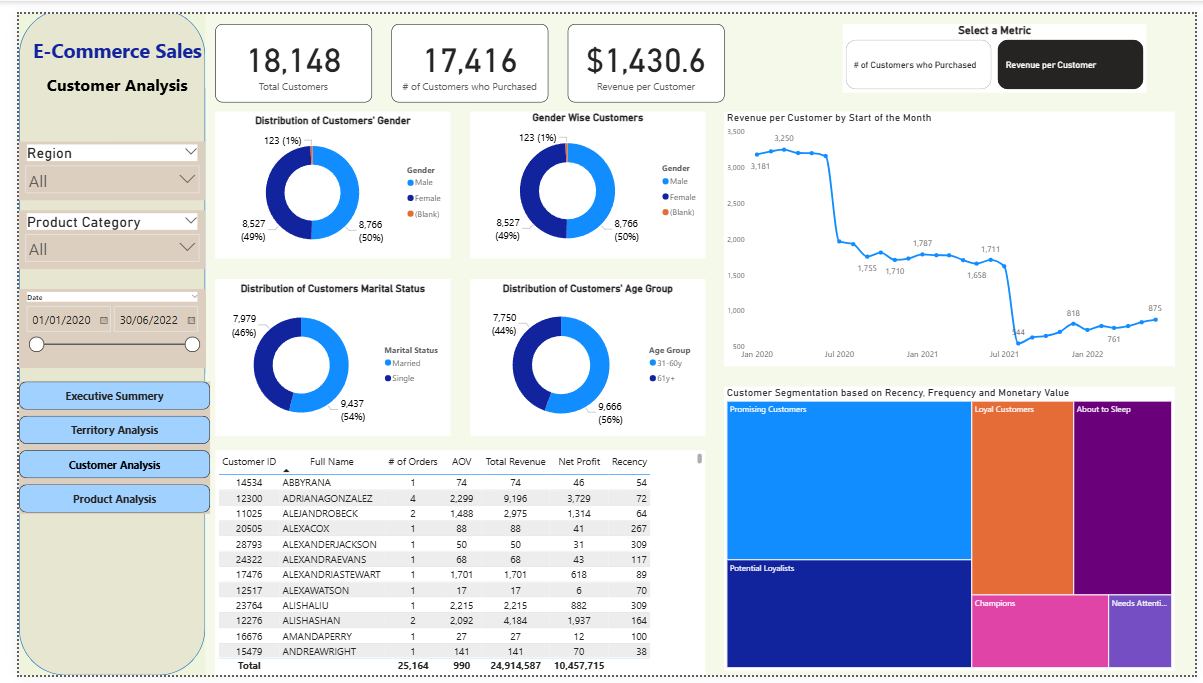 E-Commerce Sales
Customer Analysis
Region
All
Product Category
All
Date
01/01/2020 30/06/2022
Executive Summery
Territory Analysis
Customer Analysis
Product Analysis
18,148
Total Customers
17,416
# of Customers who Purchased
$1,430.6
Revenue per Customer
Select a Metric
# of Customers who Purchased
Revenue per Customer
Distribution of Customers' Gender
123 (1%)
8,527
(49%)
8,766
(50%)
Gender
Male
Female
(Blank)
Gender Wise Customers
123 (1%)
8,527
(49%)
8,766
(50%)
Gender
Male
Female
(Blank)
Revenue per Customer by Start of the Month
3,500
3,000
2,500
2,000
1,500
1,000
500
3,181
3,250
1,755
1,710
1,787
1,658
1,711
544
818
761
875
Jan 2020 Jul 2020 Jan 2021 Jul 2021 Jan 2022
Distribution of Customers Marital Status
7,979
(46%)
9,437
(54%)
Marital Status
Married
Single
Distribution of Customers' Age Group
7,750
(44%)
9,666
(56%)
Age Group
31-60y
61y+
Customer ID Full Name # of Orders AOV Total Revenue Net Profit Recency
14534 ABBYRANA 1 74 74 46 54
12300 ADRIANAGONZALEZ 4 2,299 9,196 3,729 72
11025 ALEJANDROBECK 2 1,488 2,975 1,314 64
20505 ALEXACOX 1 88 88 41 267
28793 ALEXANDERJACKSON 1 50 50 31 309
24322 ALEXANDRAEVANS 1 68 68 43 117
17476 ALEXANDRIASTEWART 1 1,701 1,701 618 89
12517 ALEXAWATSON 1 17 17 6 70
23764 ALISHALIU 1 2,215 2,215 882 309
12276 ALISHASHAN 2 2,092 4,184 1,937 164
16676 AMANDAPERRY 1 27 27 12 100
15479 ANDREAWRIGHT 1 141 141 70 38
Total 25,164 990 24,914,587 10,457,715
Customer Segmentation based on Recency, Frequency and Monetary Value
Promising Customers
Loyal Customers
About to Sleep
Potential Loyalists
Champions
Needs Attenti...